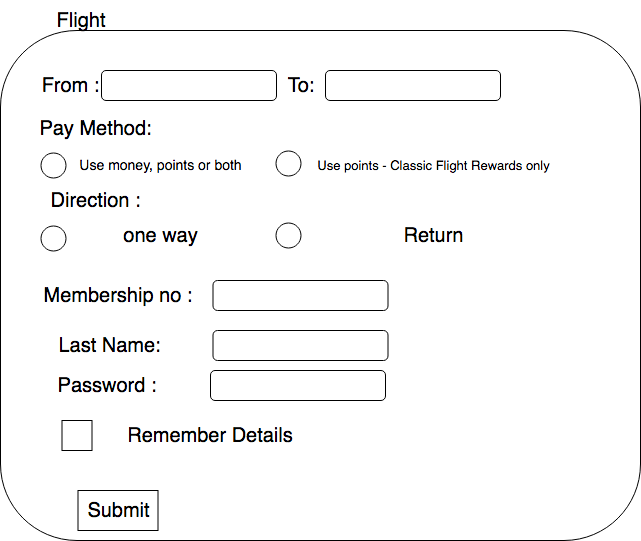 Flight
From : To:
Pay Method:
Use money, points or both Use points - Classic Flight Rewards only
Direction :
one way Return
Membership no :
Last Name:
Password :
Remember Details
Submit